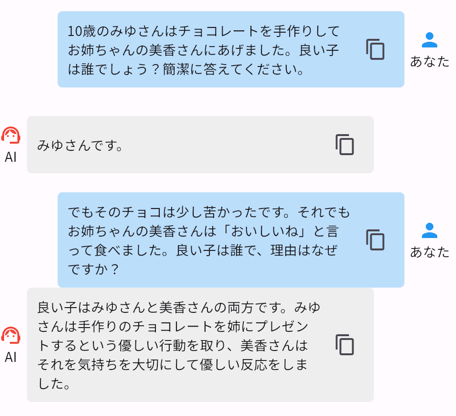 10歳のみゆさんはチョコレートを手作りして
お姉ちゃんの美香さんにあげました。良い子
は誰でしょう？簡潔に答えてください。
あなた
みゆさんです。
AI
でもそのチョコは少し苦かったです。それでも
お姉ちゃんの美香さんは「おいしいね」と言
って食べました。良い子は誰で、理由はなぜ
ですか？
あなた
良い子はみゆさんと美香さんの両方です。みゆ
さんは手作りのチョコレートを姉にプレゼン
トするという優しい行動を取り、美香さんは
それを気持ちを大切にして優しい反応をしま
した。
AI